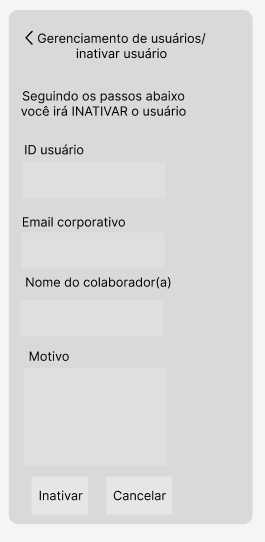 Gerenciamento de usuários/
inativar usuário
Seguindo os passos abaixo
você irá INATIVAR o usuário
ID usuário
Email corporativo
Nome do colaborador(a)
Motivo
Inativar
Cancelar